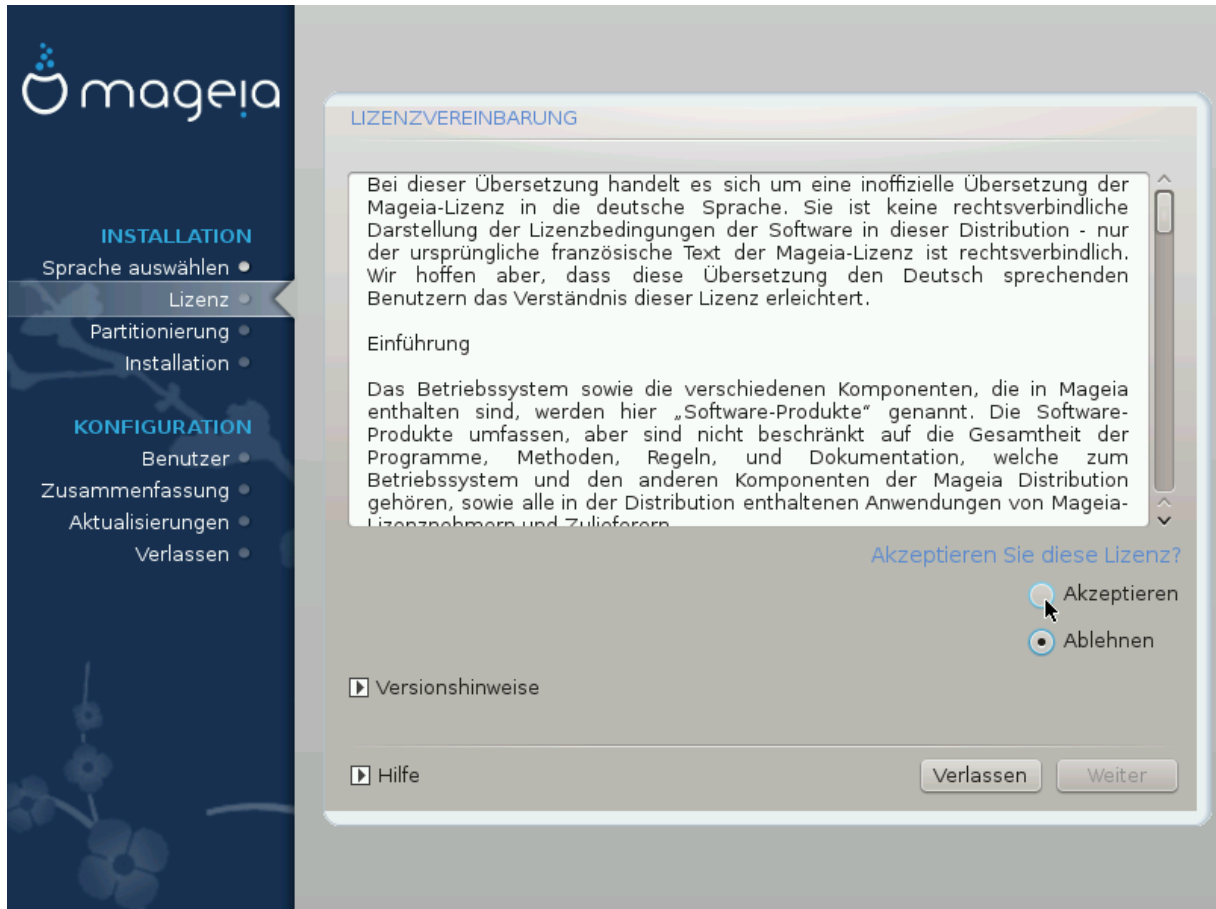 mageia
INSTALLATION
Sprache auswählen
Lizenz
Partitionierung
Installation
KONFIGURATION
Benutzer
Zusammenfassung
Aktualisierungen
Verlassen
LIZENZVEREINBARUNG
Bei dieser Übersetzung handelt es sich um eine inoffizielle Übersetzung der
Mageia-Lizenz in die deutsche Sprache. Sie ist keine rechtsverbindliche
Darstellung der Lizenzbedingungen der Software in dieser Distribution - nur
der ursprüngliche französische Text der Mageia-Lizenz ist rechtsverbindlich.
Wir hoffen aber, dass diese Übersetzung den Deutsch sprechenden
Benutzern das Verständnis dieser Lizenz erleichtert.
Einführung
Das Betriebssystem sowie die verschiedenen Komponenten, die in Mageia
enthalten sind, werden hier „Software-Produkte“ genannt. Die Software-
Produkte umfassen, aber sind nicht beschränkt auf die Gesamtheit der
Programme, Methoden, Regeln, und Dokumentation, welche zum
Betriebssystem und den anderen Komponenten der Mageia Distribution
gehören, sowie alle in der Distribution enthaltenen Anwendungen von Mageia-
Lizenznehmern und Zulieferern.
Akzeptieren Sie diese Lizenz?
Akzeptieren
Ablehnen
Versionshinweise
Hilfe
Verlassen
Weiter